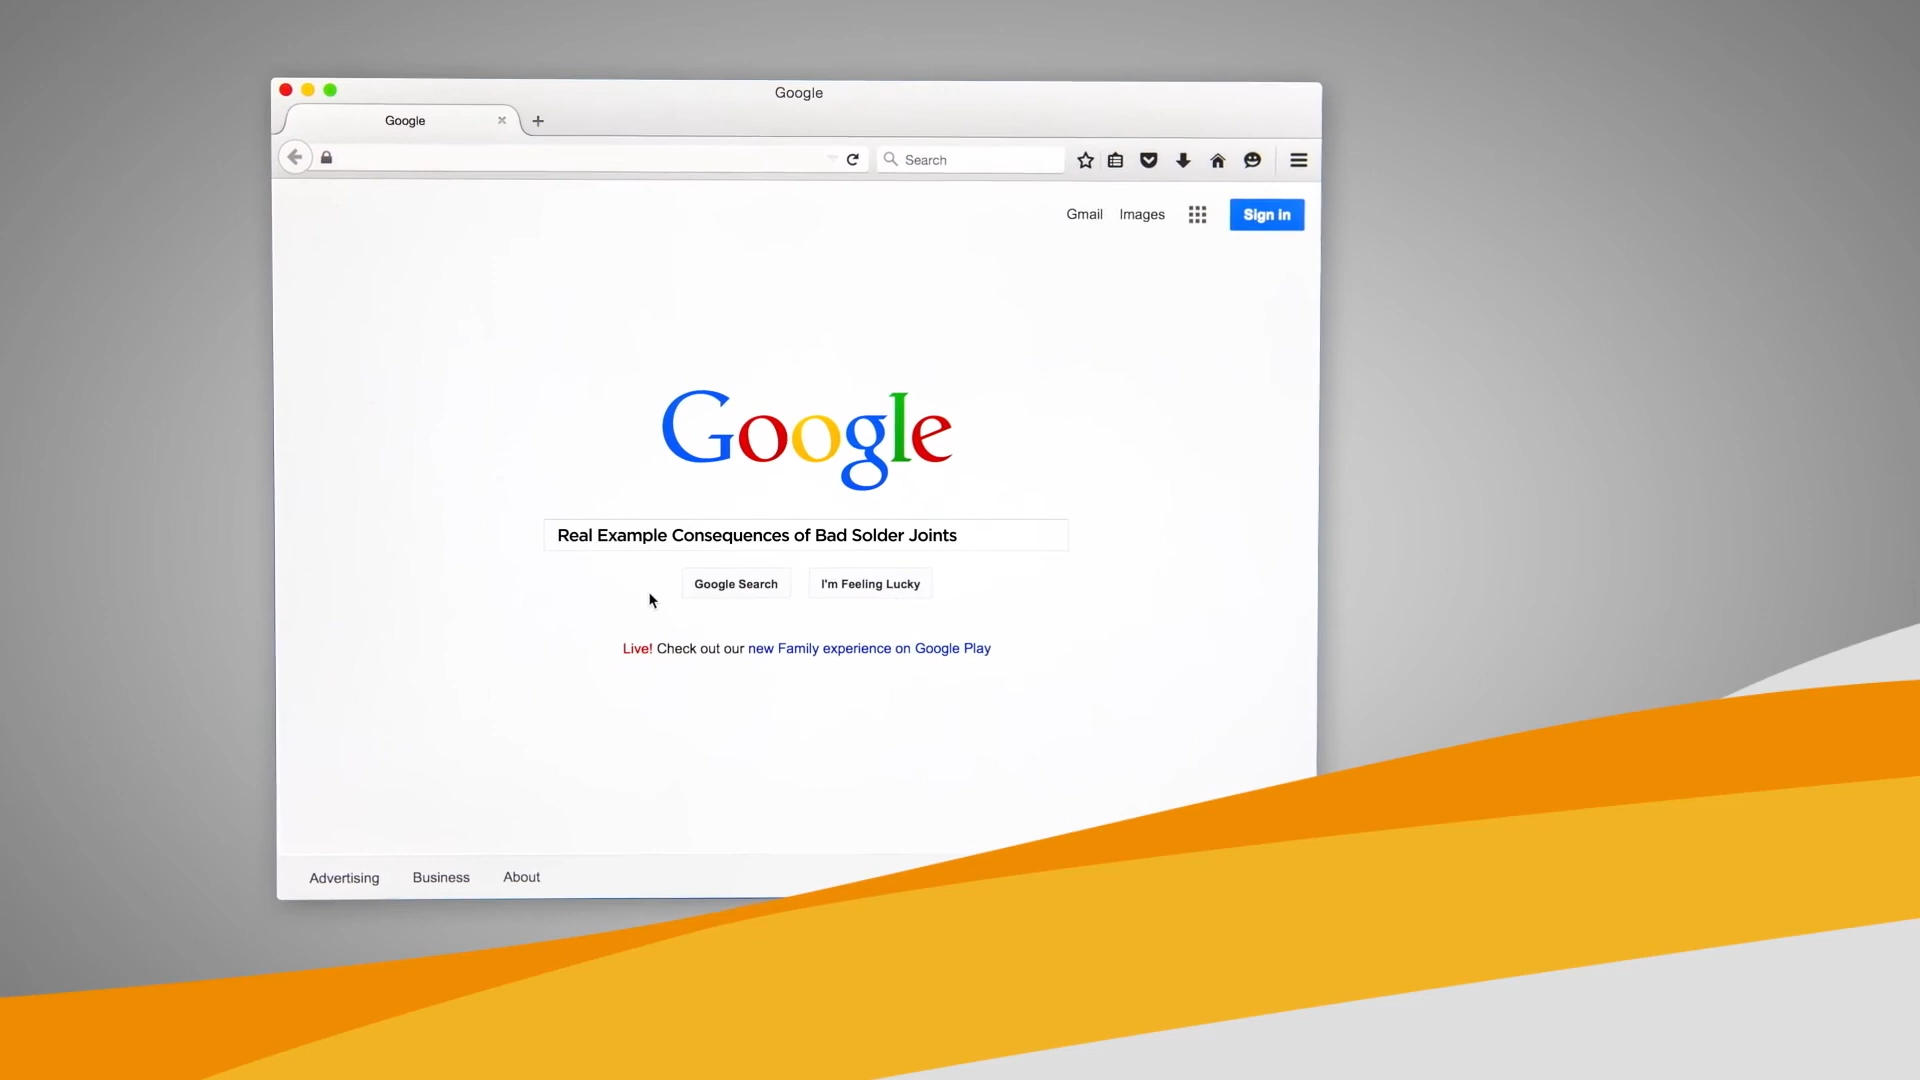 Google
Google
Search
Gmail Images Sign in
Google
Real Example Consequences of Bad Solder Joints
Google Search I'm Feeling Lucky
Live! Check out our new Family experience on Google Play
Advertising Business About